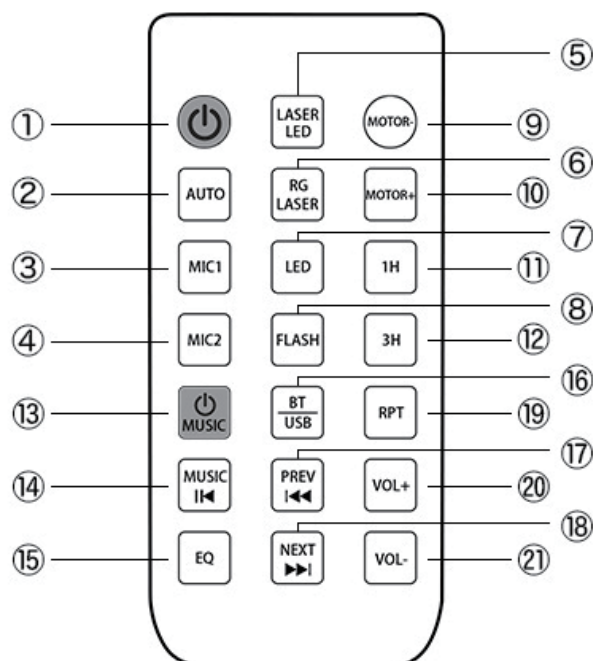 ⑤
① LASER LED MOTOR- ⑨
⑥
② AUTO RG LASER MOTOR+ ⑩
⑦
③ MIC1 LED 1H ⑪
⑧
④ MIC2 FLASH 3H ⑫
⑯
⑬ MUSIC BT USB RPT ⑲
⑰
⑭ MUSIC PREV VOL+ ⑳
⑱
⑮ EQ NEXT VOL- ㉑